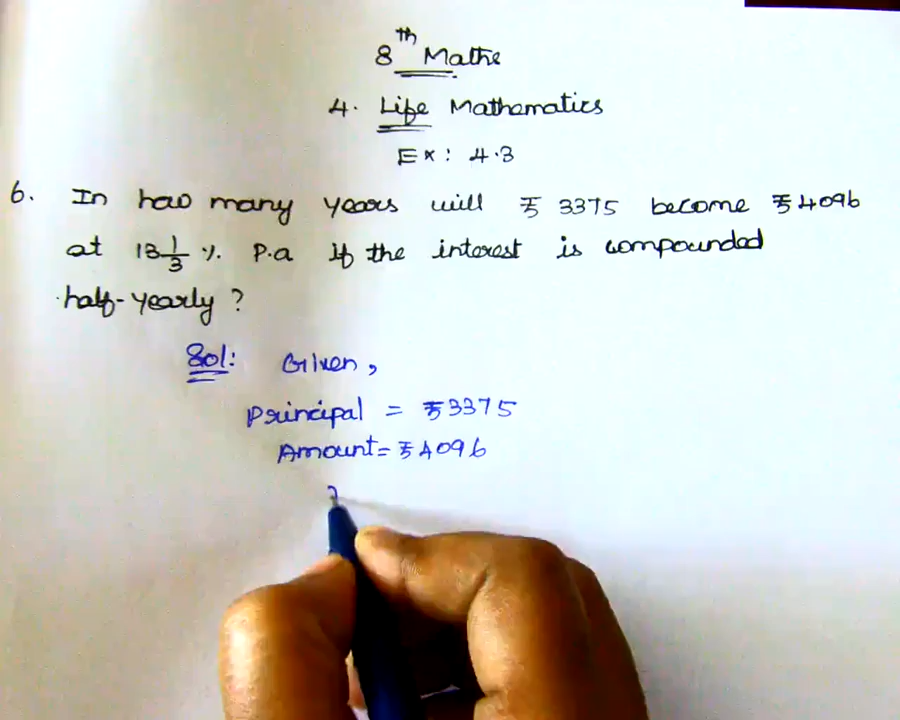 8th Maths
4. Life Mathematics
Ex: 4.3
6. In how many years will ₹ 3375 become ₹4096
at 13 1/3 %. P.a if the interest is compounded
half-yearly ?
Sol: Given,
Principal = ₹3375
Amount = ₹4096